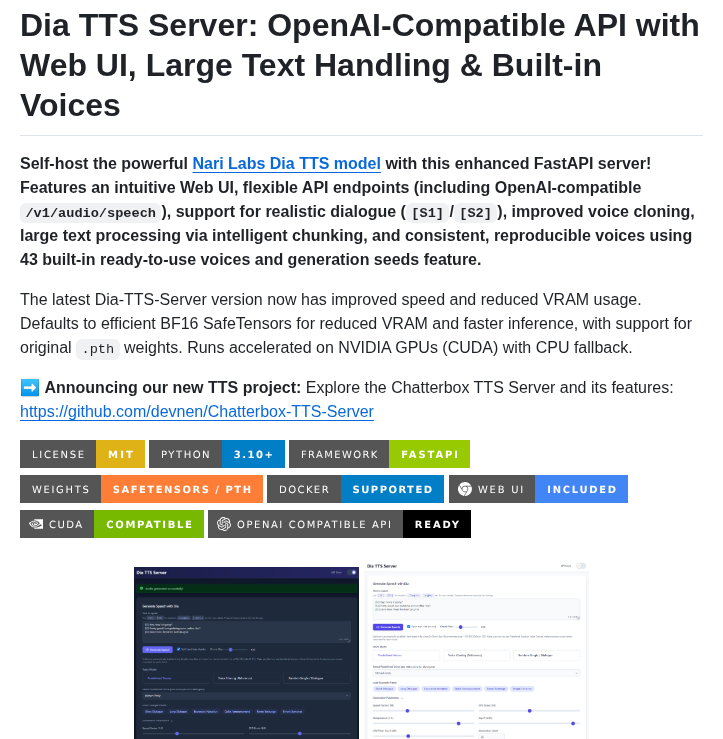 Dia TTS Server: OpenAI-Compatible API with
Web UI, Large Text Handling & Built-in
Voices
Self-host the powerful Nari Labs Dia TTS model with this enhanced FastAPI server!
Features an intuitive Web UI, flexible API endpoints (including OpenAI-compatible
/v1/audio/speech), support for realistic dialogue ([S1]/[S2]), improved voice cloning,
large text processing via intelligent chunking, and consistent, reproducible voices using
43 built-in ready-to-use voices and generation seeds feature.
The latest Dia-TTS-Server version now has improved speed and reduced VRAM usage.
Defaults to efficient BF16 SafeTensors for reduced VRAM and faster inference, with support for
original .pth weights. Runs accelerated on NVIDIA GPUs (CUDA) with CPU fallback.
➡️ Announcing our new TTS project: Explore the Chatterbox TTS Server and its features:
https://github.com/devnen/Chatterbox-TTS-Server
LICENSE MIT PYTHON 3.10+ FRAMEWORK FASTAPI
WEIGHTS SAFETENSORS / PTH DOCKER SUPPORTED WEB UI INCLUDED
CUDA COMPATIBLE OPENAI COMPATIBLE API READY
Dia TTS Server
Dia TTS Server